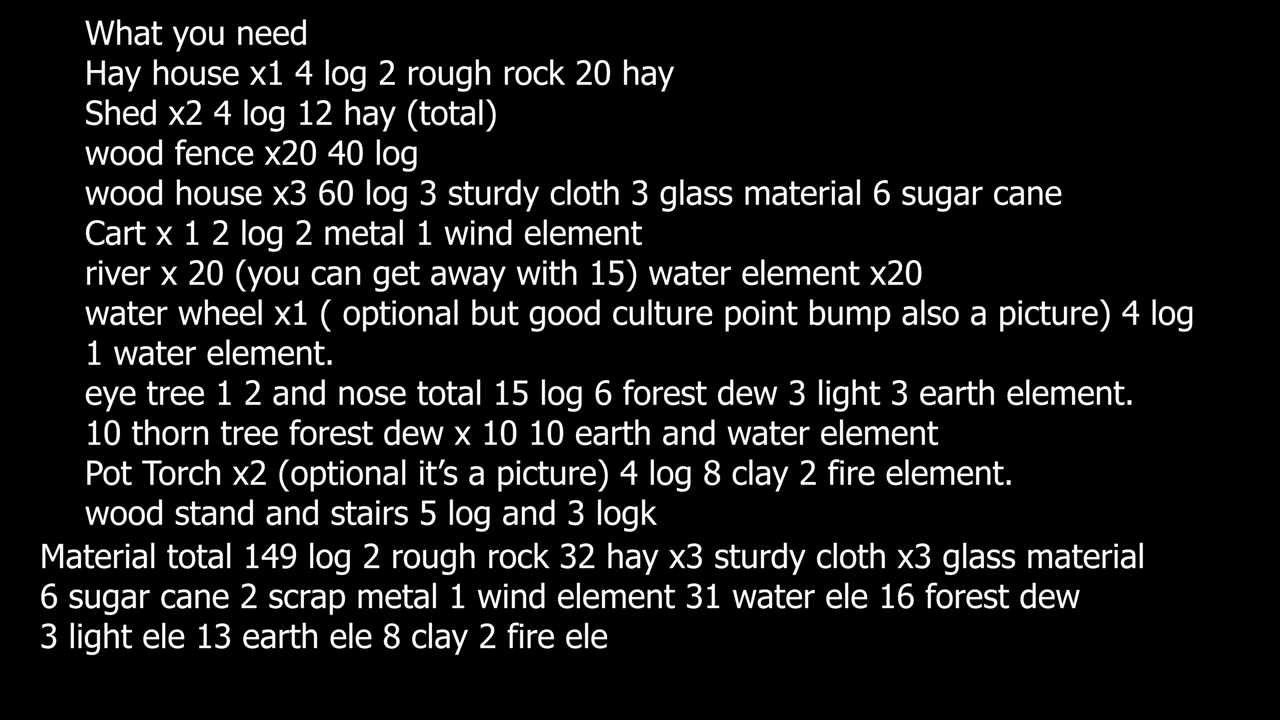 What you need
Hay house x1 4 log 2 rough rock 20 hay
Shed x2 4 log 12 hay (total)
wood fence x20 40 log
wood house x3 60 log 3 sturdy cloth 3 glass material 6 sugar cane
Cart x 1 2 log 2 metal 1 wind element
river x 20 (you can get away with 15) water element x20
water wheel x1 ( optional but good culture point bump also a picture) 4 log
1 water element.
eye tree 1 2 and nose total 15 log 6 forest dew 3 light 3 earth element.
10 thorn tree forest dew x 10 10 earth and water element
Pot Torch x2 (optional it’s a picture) 4 log 8 clay 2 fire element.
wood stand and stairs 5 log and 3 logk
Material total 149 log 2 rough rock 32 hay x3 sturdy cloth x3 glass material
6 sugar cane 2 scrap metal 1 wind element 31 water ele 16 forest dew
3 light ele 13 earth ele 8 clay 2 fire ele